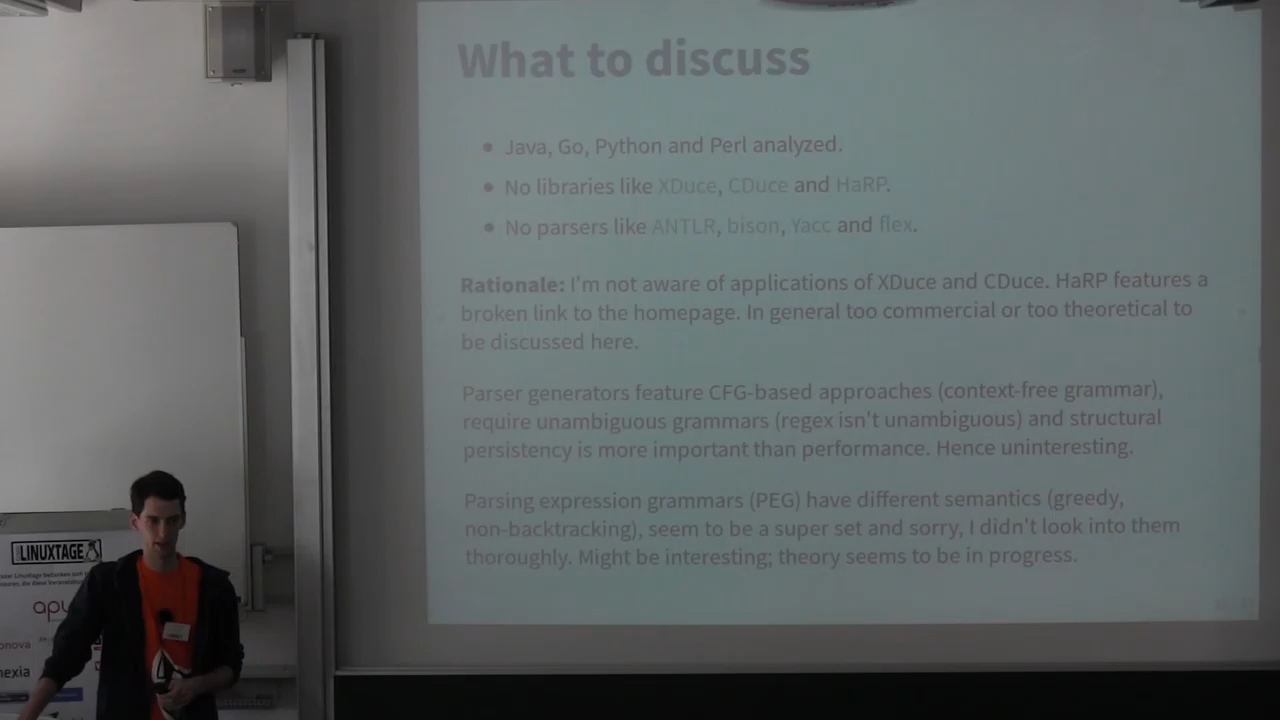 What to discuss
Java, Go, Python and Perl analyzed.
No libraries like XDuce, CDuce and HaRP.
No parsers like ANTLR, bison, Yacc and flex.
Rationale: I'm not aware of applications of XDuce and CDuce. HaRP features a
broken link to the homepage. In general too commercial or too theoretical to
be discussed here.
Parser generators feature CFG-based approaches (context-free grammar),
require unambiguous grammars (regex isn't unambiguous) and structural
persistency is more important than performance. Hence uninteresting.
Parsing expression grammars (PEG) have different semantics (greedy,
non-backtracking), seem to be a super set and sorry, I didn't look into them
thoroughly. Might be interesting; theory seems to be in progress.
LINUXTAGE